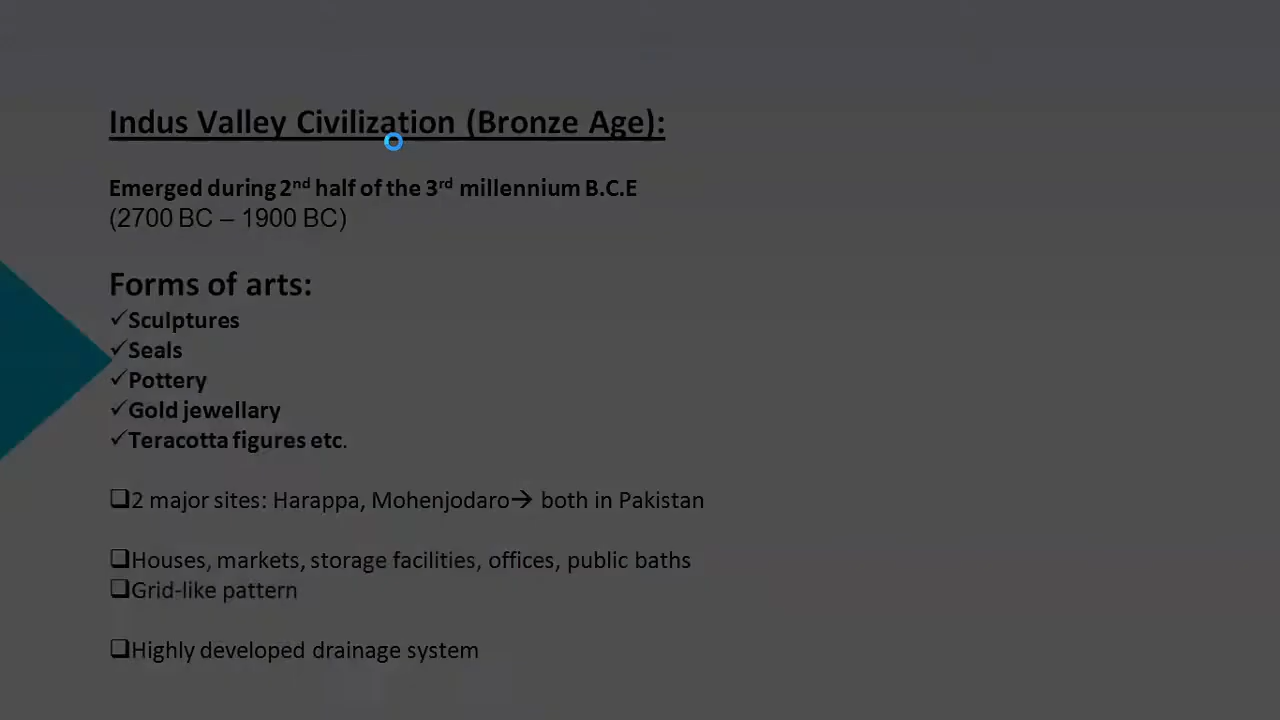 Indus Valley Civilization (Bronze Age):
Emerged during 2nd half of the 3rd millennium B.C.E
(2700 BC – 1900 BC)
Forms of arts:
✓Sculptures
✓Seals
✓Pottery
✓Gold jewellary
✓Teracotta figures etc.
❑2 major sites: Harappa, Mohenjodaro→ both in Pakistan
❑Houses, markets, storage facilities, offices, public baths
❑Grid-like pattern
❑Highly developed drainage system